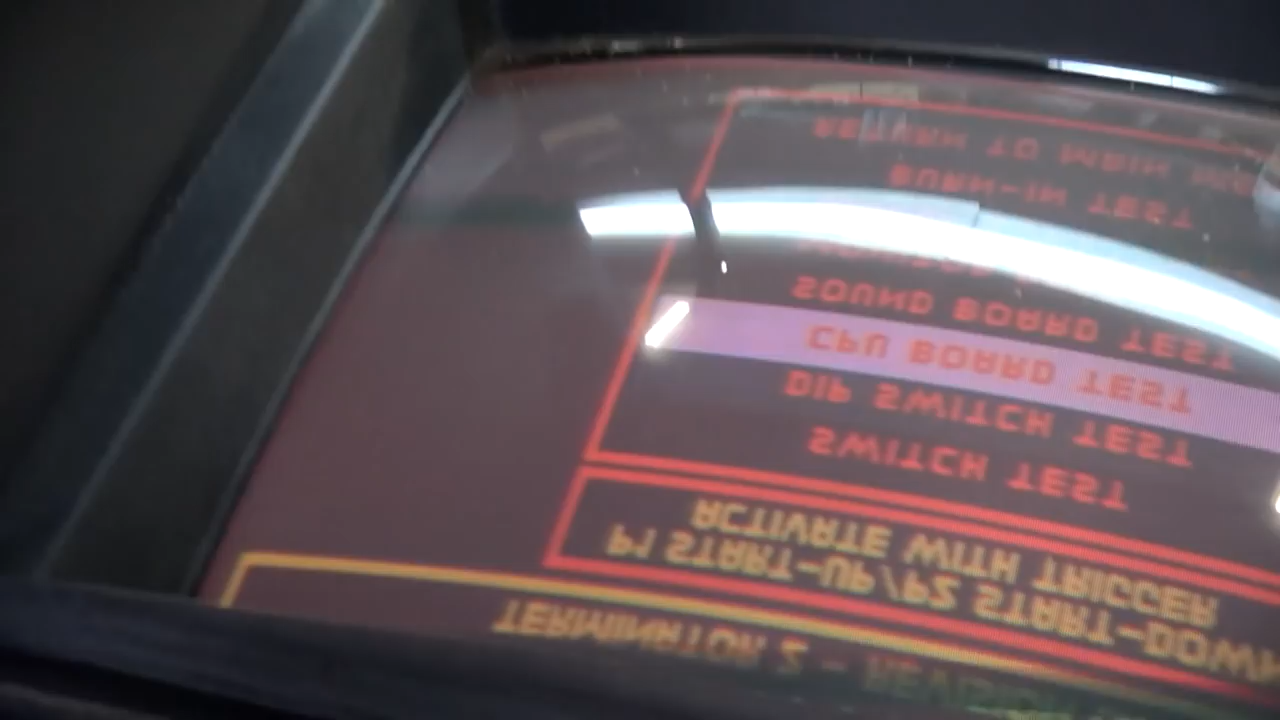 TERMINATOR 2 -
P1 START-UP/P2 START-DOWN
ACTIVATE WITH TRIGGER
SWITCH TEST
DIP SWITCH TEST
CPU BOARD TEST
SOUND BOARD TEST
BURN-IN TEST
RETURN TO MAIN